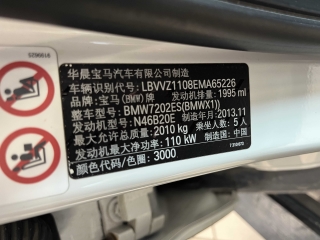 华晨宝马汽车有限公司制造
车辆识别代号：LBVVZ1108EMA65226
品牌：宝马(BMW)牌 发动机排量：1995 ml
整车型号：BMW7202ES(BMWX1))
发动机型号：N46B20E 制造年月：2013.11
最大允许总质量：2010 kg 乘坐人数：5人
发动机最大净功率：110 kW 制造国：中国
颜色代码/色圈：3000